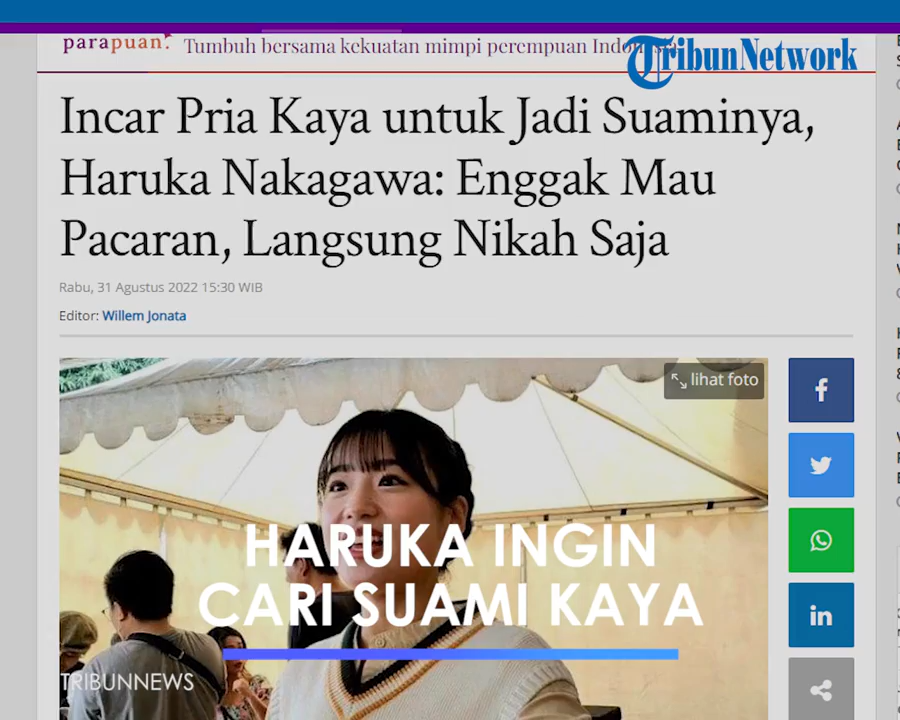 parapuan.
Tumbuh bersama kekuatan mimpi perempuan Indonesia
TribunNetwork
Incar Pria Kaya untuk Jadi Suaminya,
Haruka Nakagawa: Enggak Mau
Pacaran, Langsung Nikah Saja
Rabu, 31 Agustus 2022 15:30 WIB
Editor: Willem Jonata
lihat foto
HARUKA INGIN
CARI SUAMI KAYA
TRIBUNNEWS